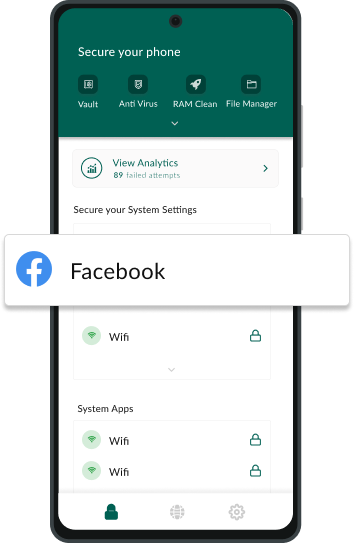 Secure your phone
Vault
Anti Virus
RAM Clean
File Manager
View Analytics
89 failed attempts
Secure your System Settings
Facebook
Wifi
System Apps
Wifi
Wifi